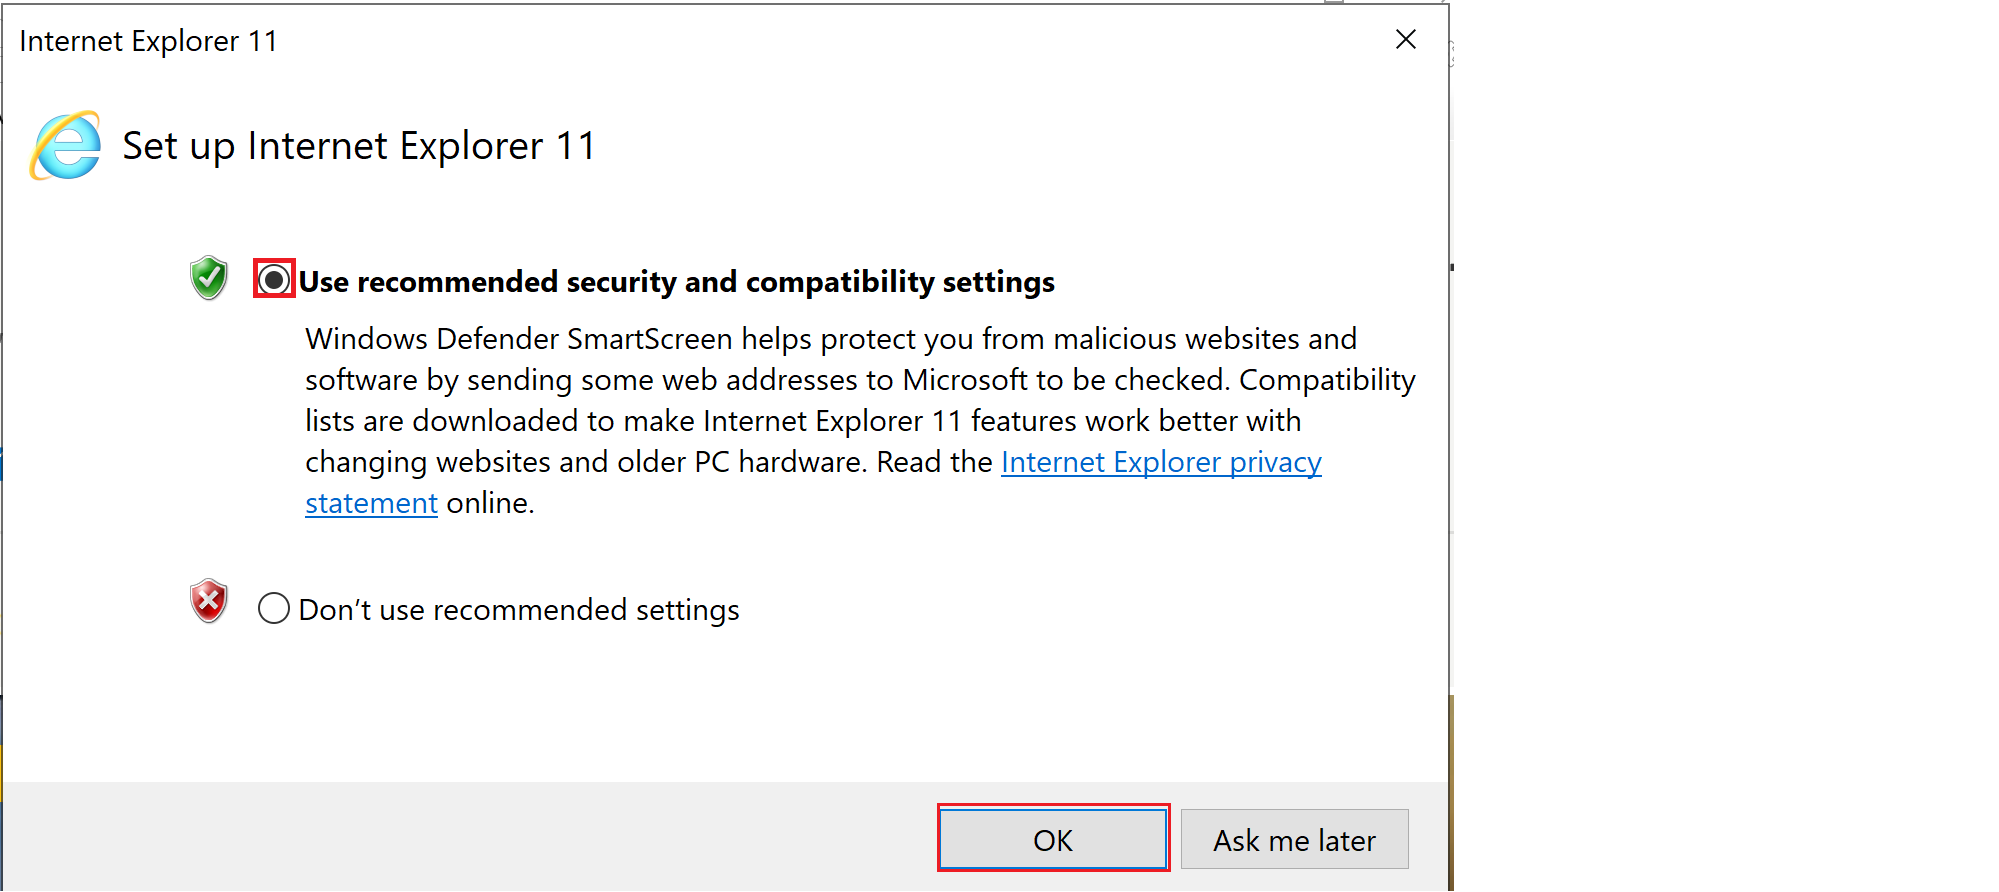 Internet Explorer 11
Set up Internet Explorer 11
Use recommended security and compatibility settings
Windows Defender SmartScreen helps protect you from malicious websites and
software by sending some web addresses to Microsoft to be checked. Compatibility
lists are downloaded to make Internet Explorer 11 features work better with
changing websites and older PC hardware. Read the Internet Explorer privacy
statement online.
Don’t use recommended settings
OK
Ask me later